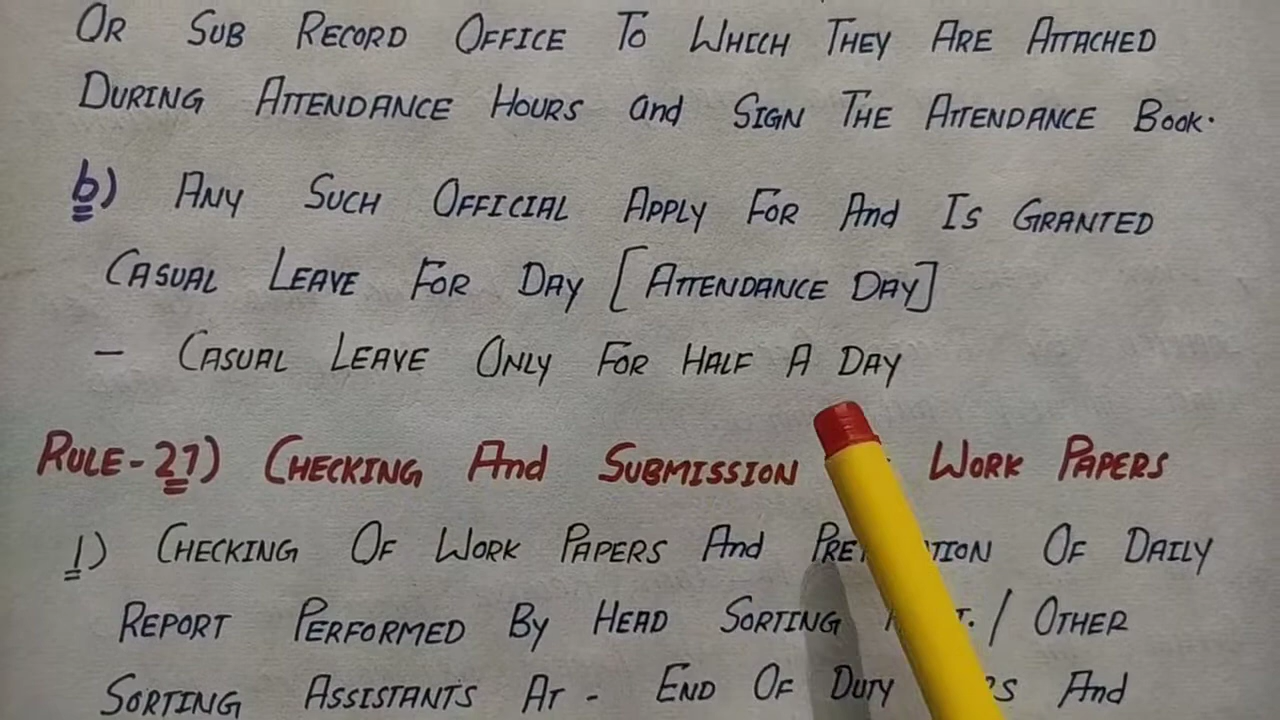 OR SUB RECORD OFFICE TO WHICH THEY ARE ATTACHED
DURING ATTENDANCE HOURS and SIGN THE ATTENDANCE BOOK.
b) ANY SUCH OFFICIAL APPLY FOR And IS GRANTED
CASUAL LEAVE FOR DAY [ATTENDANCE DAY]
- CASUAL LEAVE ONLY FOR HALF A DAY
RULE-27) CHECKING And SUBMISSION WORK PAPERS
1) CHECKING OF WORK PAPERS And OF DAILY
REPORT PERFORMED BY HEAD SORTING / OTHER
SORTING ASSISTANTS AT - END OF DUTY And